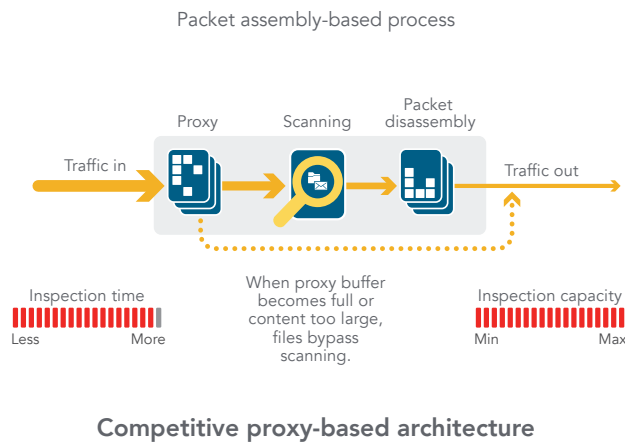 Packet assembly-based process
Proxy
Scanning
Packet
disassembly
Traffic in
Traffic out
When proxy buffer
becomes full or
content too large,
files bypass
scanning.
Inspection time
Less
More
Inspection capacity
Min
Max
Competitive proxy-based architecture